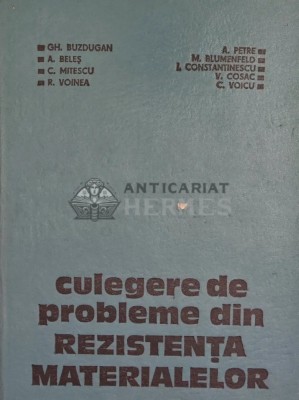 GH. BUZDUGAN
A. BELEȘ
C. MITESCU
R. VOINEA
A. PETRE
M. BLUMENFELD
I. CONSTANTINESCU
V. COSAC
C. VOICU
ANTICARIAT
HERMES
culegere de
probleme din
REZISTENȚA
MATERIALELOR